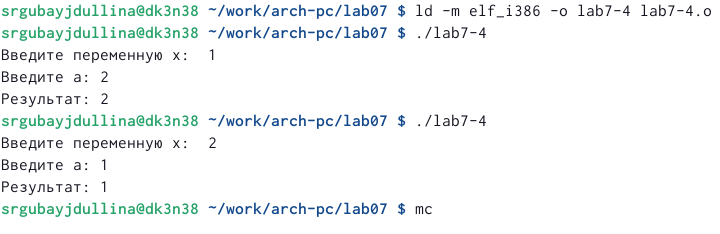 srgubayjdullina@dk3n38 ~/work/arch-pc/lab07 $ ld -m elf_i386 -o lab7-4 lab7-4.o
srgubayjdullina@dk3n38 ~/work/arch-pc/lab07 $ ./lab7-4
Введите переменную x:  1
Введите a: 2
Результат: 2
srgubayjdullina@dk3n38 ~/work/arch-pc/lab07 $ ./lab7-4
Введите переменную x:  2
Введите a: 1
Результат: 1
srgubayjdullina@dk3n38 ~/work/arch-pc/lab07 $ mc